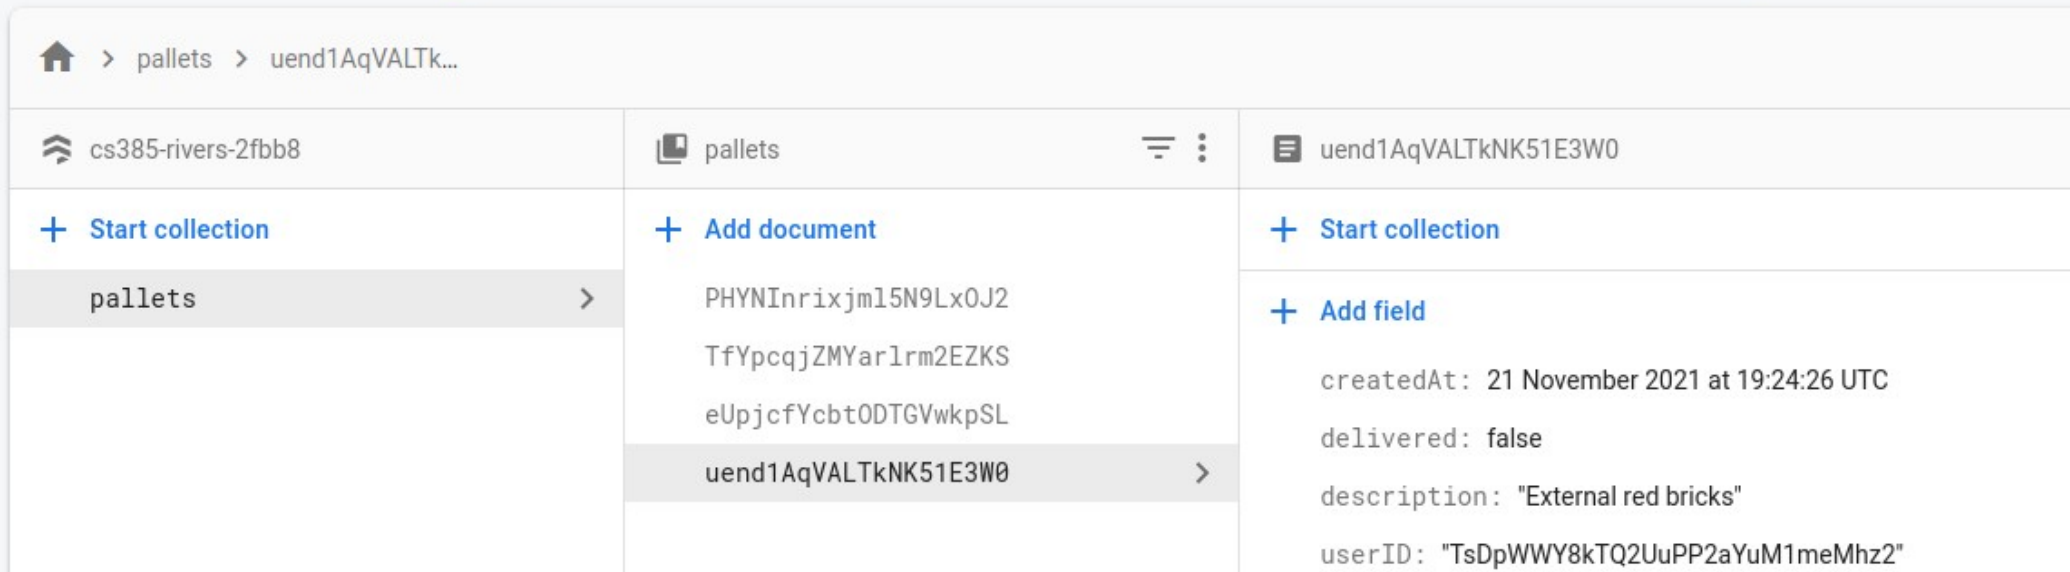 pallets
uend1AqVALTk...
cs385-rivers-2fbb8
pallets
uend1AqVALTkNK51E3W0
Start collection
Add document
Start collection
pallets
PHYNInrixjml5N9LxOJ2
TfYpcqjZMYarlrm2EZKS
eUpjcfYcbtODTGVwkpSL
uend1AqVALTkNK51E3W0
Add field
createdAt: 21 November 2021 at 19:24:26 UTC
delivered: false
description: "External red bricks"
userID: "TsDpWWY8kTQ2UuPP2aYuM1meMhz2"